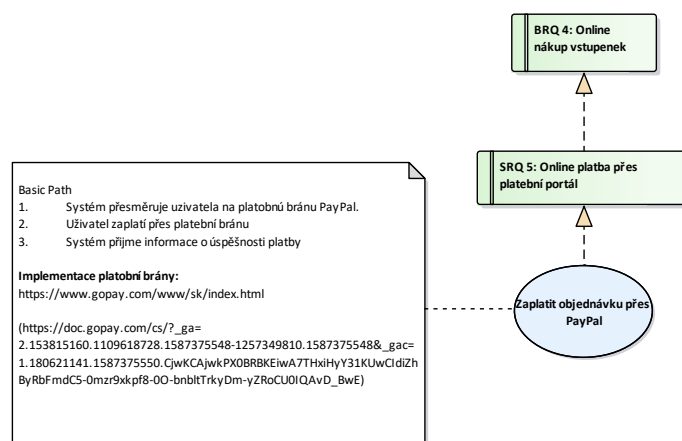 BRQ 4: Online
nákup vstupenek
SRQ 5: Online platba přes
platební portál
Basic Path
1. Systém přesměruje uzivatela na platobnú bránu PayPal.
2. Uživatel zaplatí přes platební bránu
3. Systém přijme informace o úspěšnosti platby
Implementace platobní brány:
https://www.gopay.com/www/sk/index.html
(https://doc.gopay.com/cs/?_ga=
2.153815160.1109618728.1587375548-1257349810.1587375548&_gac=
1.180621141.1587375550.CjwKCAjwkPX0BRBKEiwA7THxiHyY31KUwCIdiZh
ByRbFmdC5-0mzr9xkpf8-0O-bnbltTrkyDm-yZRoCU0IQAvD_BwE)
Zaplatit objednávku přes
PayPal